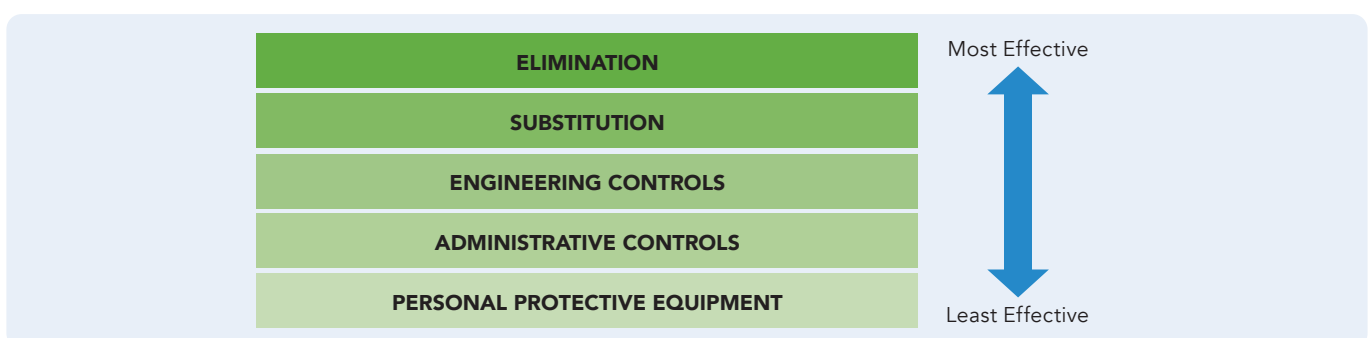 ELIMINATION
Most Effective
SUBSTITUTION
ENGINEERING CONTROLS
ADMINISTRATIVE CONTROLS
PERSONAL PROTECTIVE EQUIPMENT
Least Effective